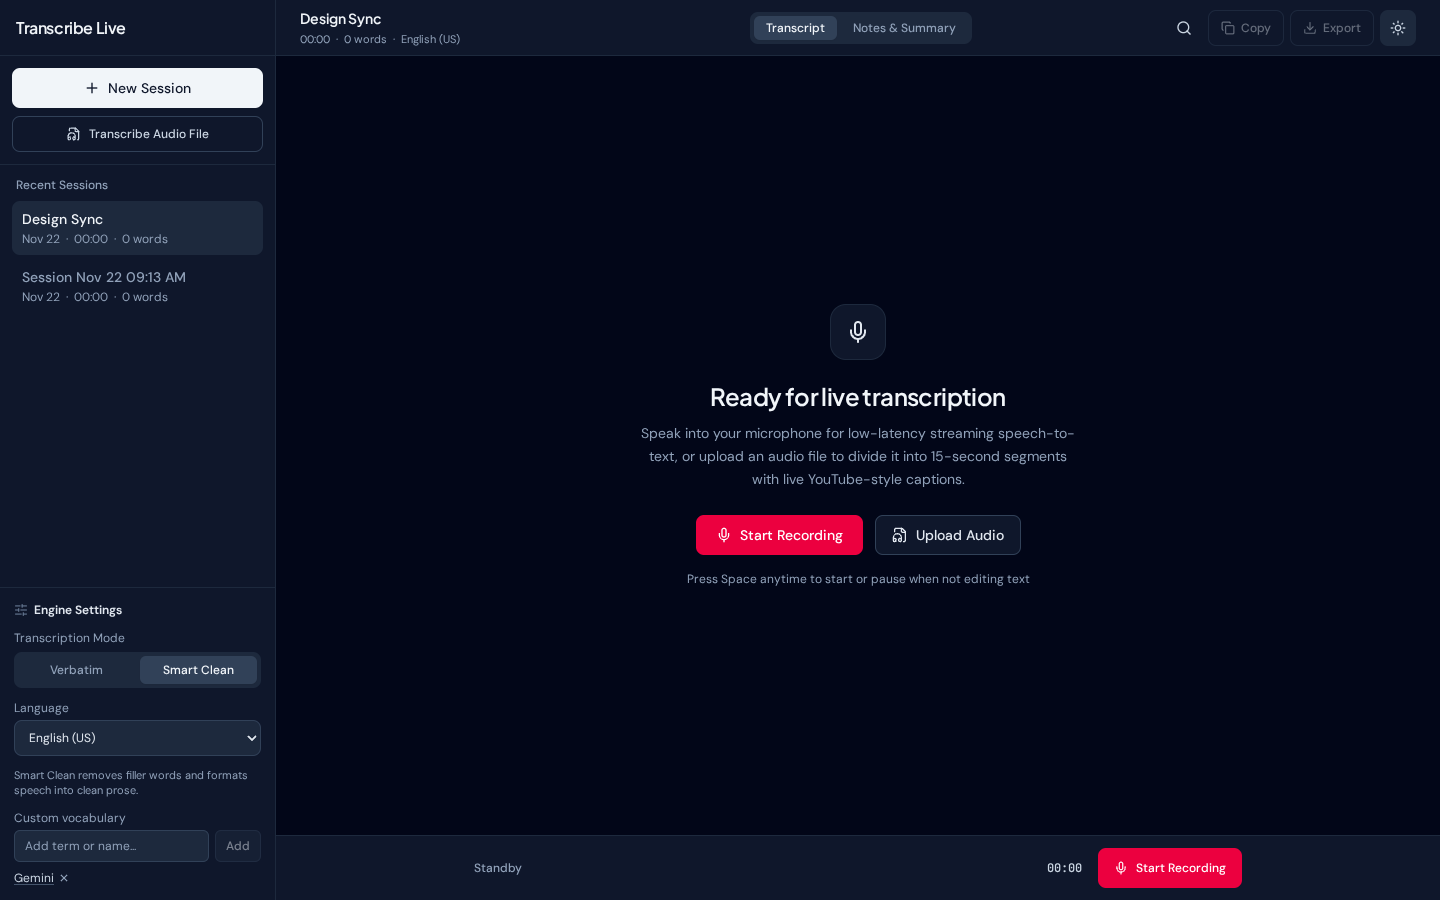 Transcribe Live
New Session
Transcribe Audio File
Recent Sessions
Design Sync
Nov 22 · 00:00 · 0 words
Session Nov 22 09:13 AM
Nov 22 · 00:00 · 0 words
Engine Settings
Transcription Mode
Verbatim Smart Clean
Language
English (US)
Smart Clean removes filler words and formats
speech into clean prose.
Custom vocabulary
Add term or name... Add
Gemini ×
Design Sync
00:00 · 0 words · English (US)
Transcript Notes & Summary
Copy Export
Ready for live transcription
Speak into your microphone for low-latency streaming speech-to-
text, or upload an audio file to divide it into 15-second segments
with live YouTube-style captions.
Start Recording Upload Audio
Press Space anytime to start or pause when not editing text
Standby 00:00 Start Recording